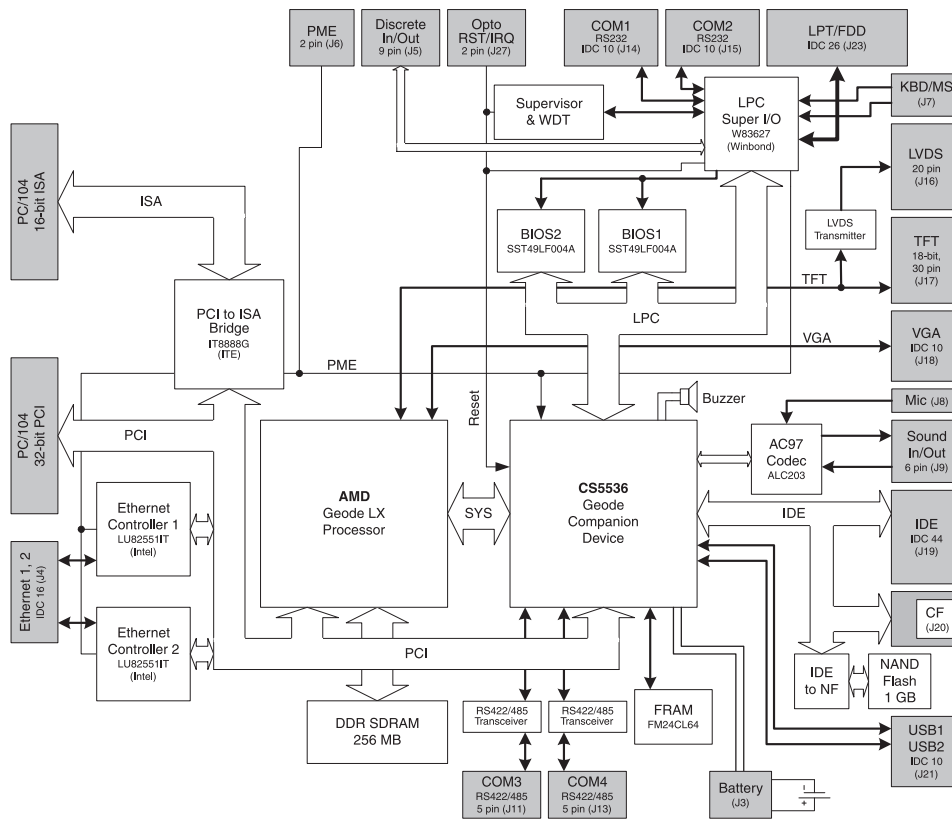 PME
2 pin (J6)
Discrete
In/Out
9 pin (J5)
Opto
RST/IRQ
2 pin (J27)
COM1
RS232
IDC 10 (J14)
COM2
RS232
IDC 10 (J15)
LPT/FDD
IDC 26 (J23)
KBD/MS
(J7)
Supervisor
& WDT
LPC
Super I/O
W83627
(Winbond)
LVDS
20 pin
(J16)
PC/104
16-bit ISA
ISA
BIOS2
SST49LF004A
BIOS1
SST49LF004A
LVDS
Transmitter
TFT
18-bit,
30 pin
(J17)
TFT
PCI to ISA
Bridge
IT8888G
(ITE)
LPC
VGA
VGA
IDC 10
(J18)
PME
PC/104
32-bit PCI
PCI
Reset
Buzzer
Mic (J8)
AC97
Codec
ALC203
Sound
In/Out
6 pin (J9)
AMD
Geode LX
Processor
SYS
CS5536
Geode
Companion
Device
IDE
IDE
IDC 44
(J19)
Ethernet
Controller 1
LU82551IT
(Intel)
Ethernet 1, 2
IDC 16 (J4)
Ethernet
Controller 2
LU82551IT
(Intel)
PCI
CF
(J20)
IDE
to NF
NAND
Flash
1 GB
DDR SDRAM
256 MB
RS422/485
Transceiver
RS422/485
Transceiver
FRAM
FM24CL64
USB1
USB2
IDC 10
(J21)
COM3
RS422/485
5 pin (J11)
COM4
RS422/485
5 pin (J13)
Battery
(J3)
-
+